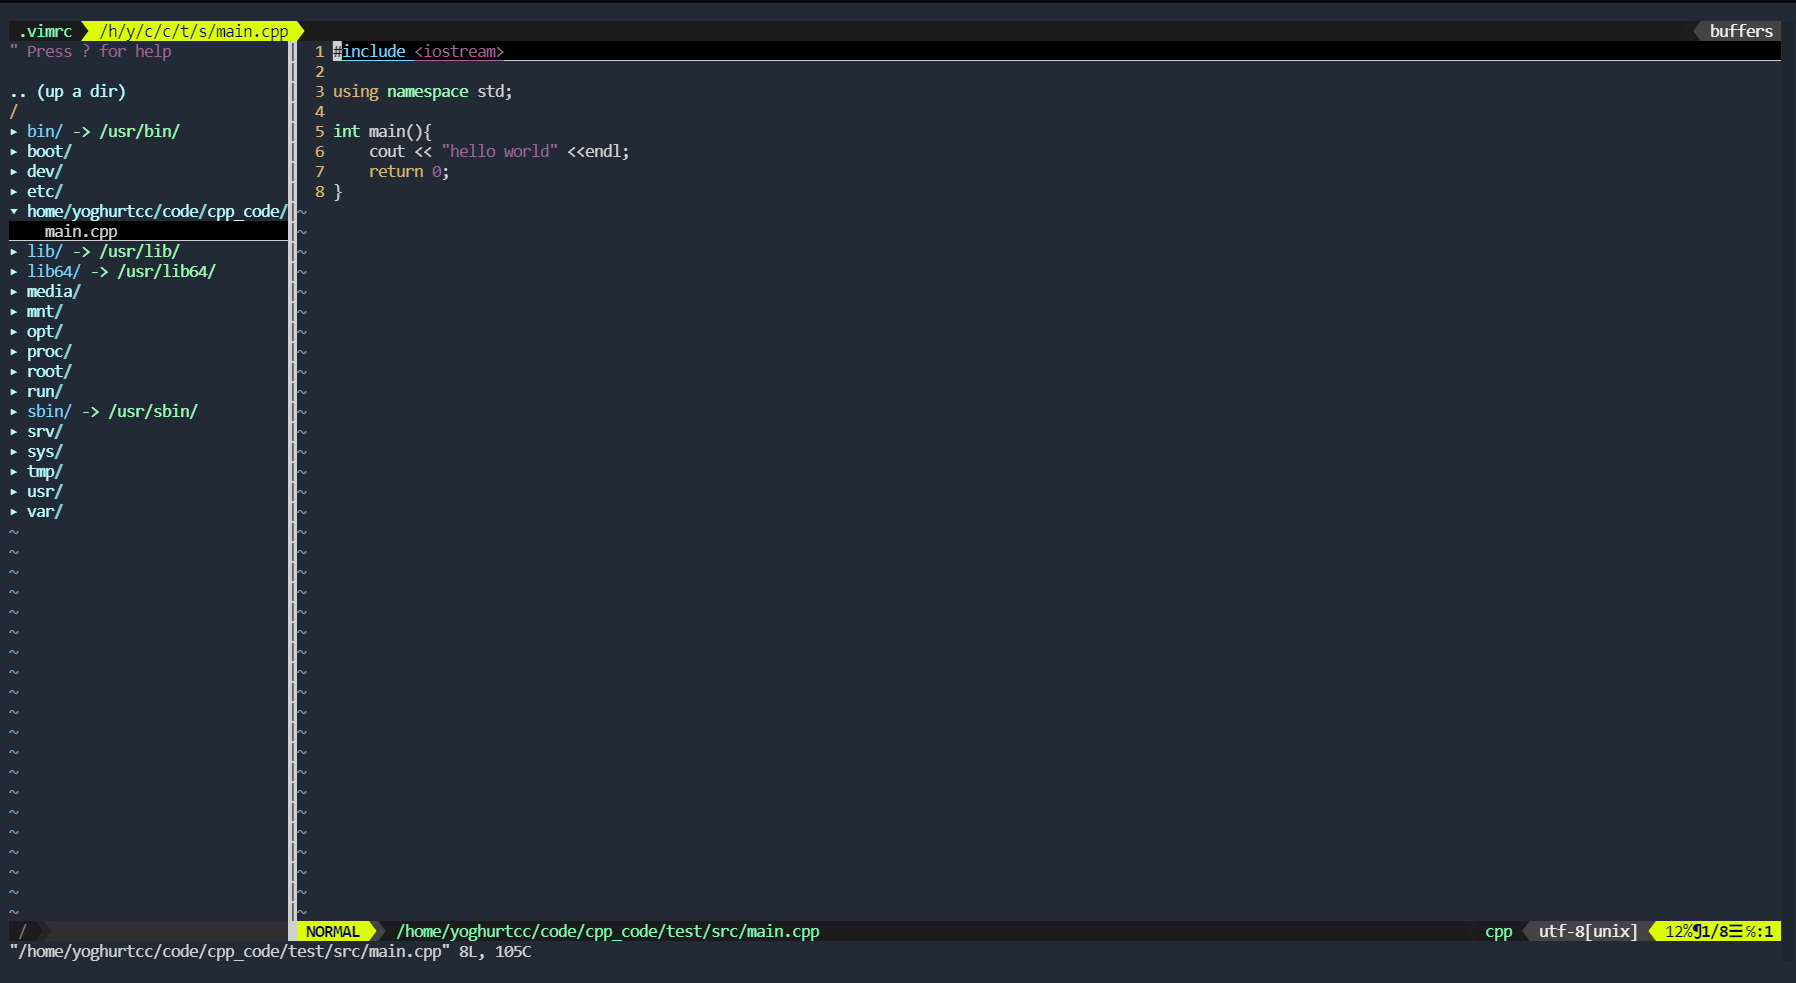 .vimrc /h/y/c/c/t/s/main.cpp buffers
" Press ? for help
.. (up a dir)
/
▸ bin/ -> /usr/bin/
▸ boot/
▸ dev/
▸ etc/
▾ home/yoghurtcc/code/cpp_code/
main.cpp
▸ lib/ -> /usr/lib/
▸ lib64/ -> /usr/lib64/
▸ media/
▸ mnt/
▸ opt/
▸ proc/
▸ root/
▸ run/
▸ sbin/ -> /usr/sbin/
▸ srv/
▸ sys/
▸ tmp/
▸ usr/
▸ var/
/
1 #include <iostream>
2
3 using namespace std;
4
5 int main(){
6     cout << "hello world" <<endl;
7     return 0;
8 }
NORMAL /home/yoghurtcc/code/cpp_code/test/src/main.cpp cpp utf-8[unix] 12%¶1/8☰℅:1
"/home/yoghurtcc/code/cpp_code/test/src/main.cpp" 8L, 105C